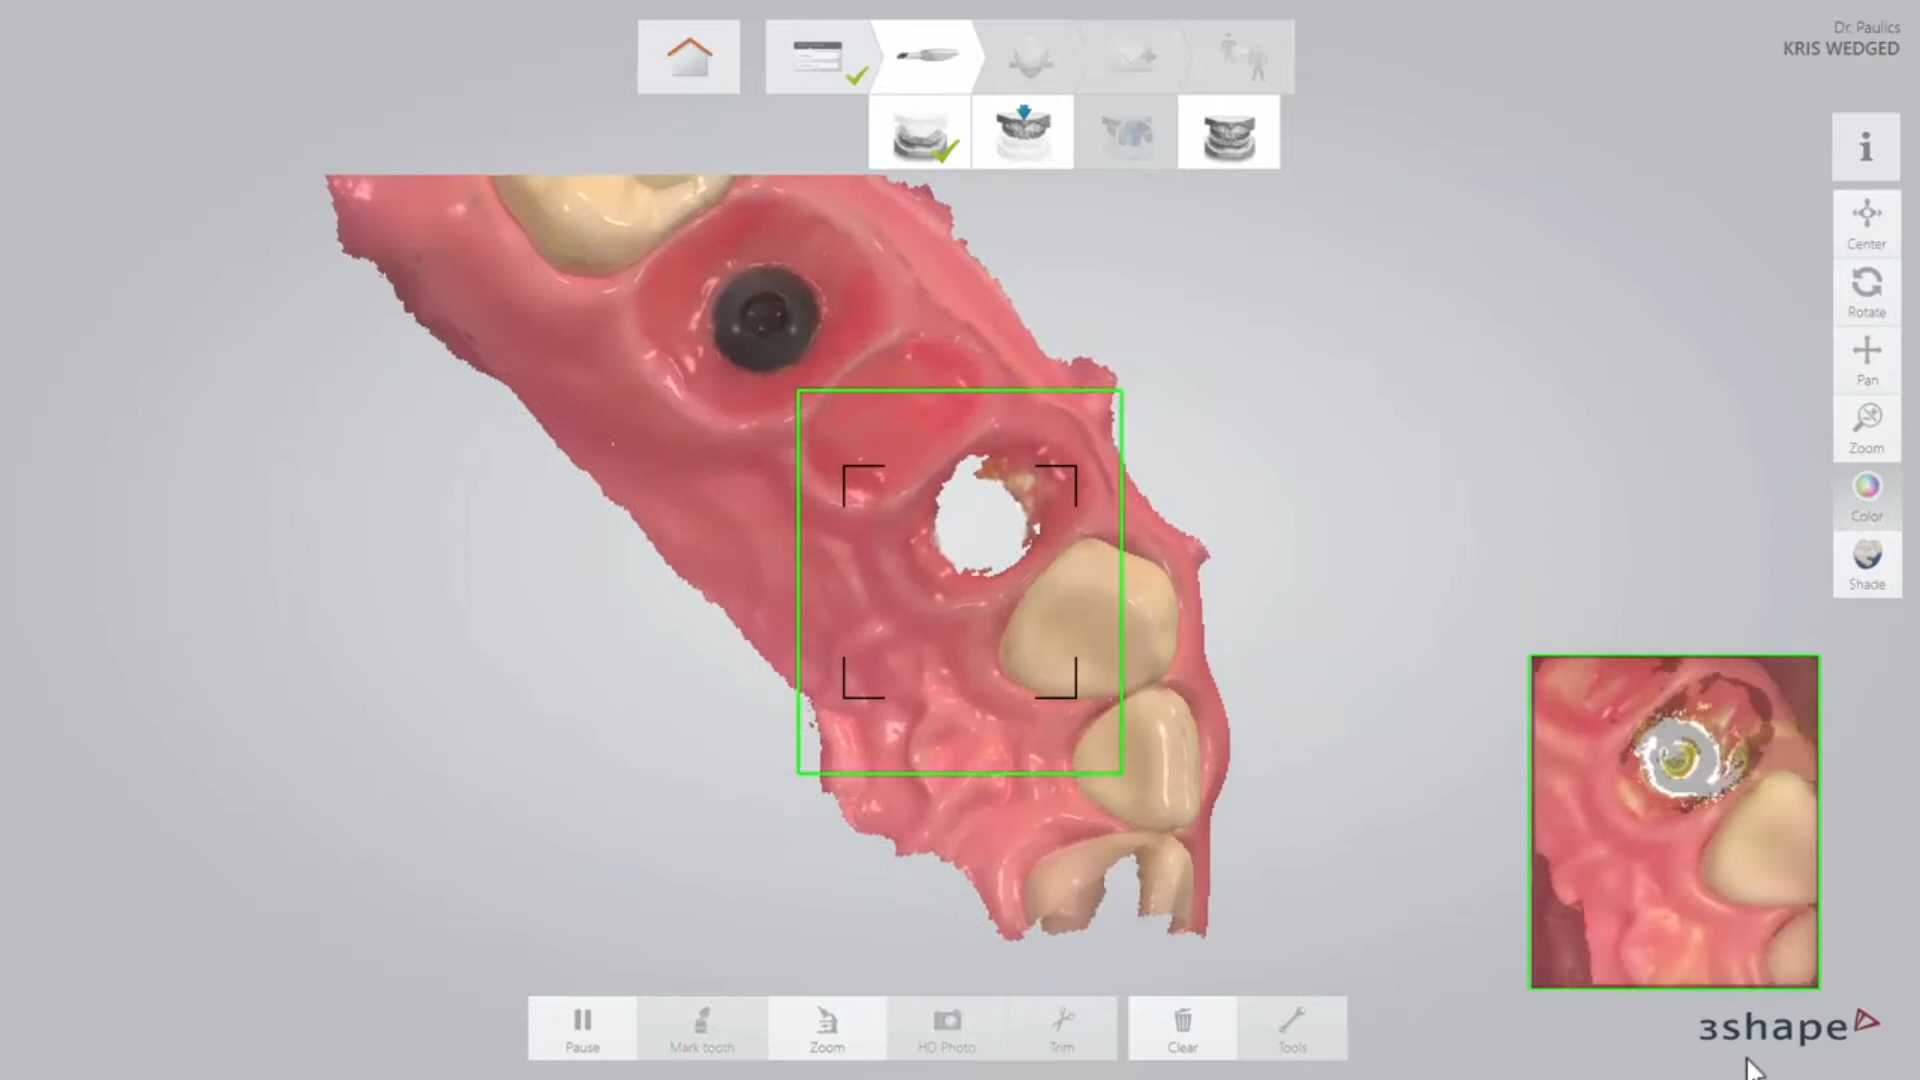 Dr. Paulics
KRIS WEDGED
i
Center
Rotate
Pan
Zoom
Color
Shade
Pause
Mark tooth
Zoom
HD Photo
Trim
Clear
Tools
3shape